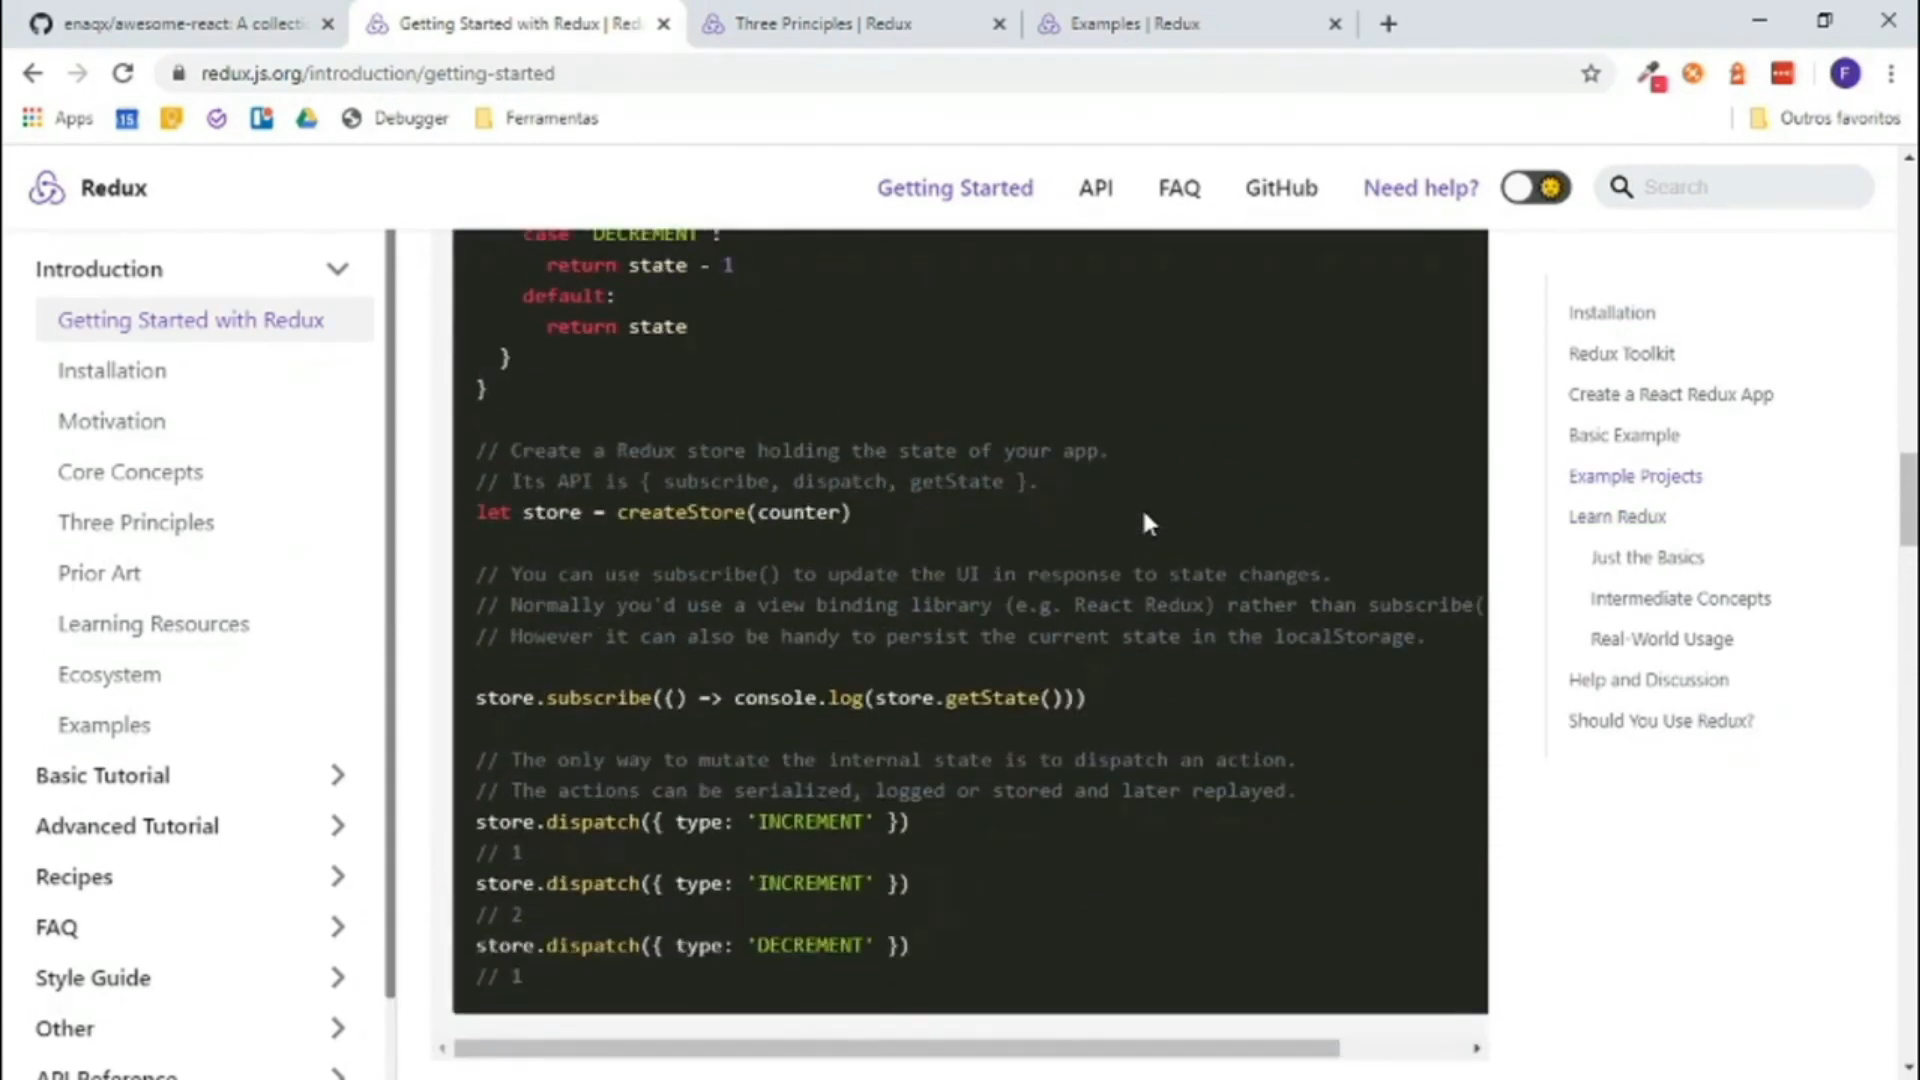 enaqx/awesome-react: A collecti
Getting Started with Redux | Red
Three Principles | Redux
Examples | Redux
redux.js.org/introduction/getting-started
F
Apps
15
Debugger
Ferramentas
Outros favoritos
Redux
Getting Started
API
FAQ
GitHub
Need help?
Search
Introduction
Getting Started with Redux
Installation
Motivation
Core Concepts
Three Principles
Prior Art
Learning Resources
Ecosystem
Examples
Basic Tutorial
Advanced Tutorial
Recipes
FAQ
Style Guide
Other
API Reference
case 'DECREMENT':
return state - 1
default:
return state
}
}
// Create a Redux store holding the state of your app.
// Its API is { subscribe, dispatch, getState }.
let store = createStore(counter)
// You can use subscribe() to update the UI in response to state changes.
// Normally you'd use a view binding library (e.g. React Redux) rather than subscribe(
// However it can also be handy to persist the current state in the localStorage.
store.subscribe(() => console.log(store.getState()))
// The only way to mutate the internal state is to dispatch an action.
// The actions can be serialized, logged or stored and later replayed.
store.dispatch({ type: 'INCREMENT' })
// 1
store.dispatch({ type: 'INCREMENT' })
// 2
store.dispatch({ type: 'DECREMENT' })
// 1
Installation
Redux Toolkit
Create a React Redux App
Basic Example
Example Projects
Learn Redux
Just the Basics
Intermediate Concepts
Real-World Usage
Help and Discussion
Should You Use Redux?